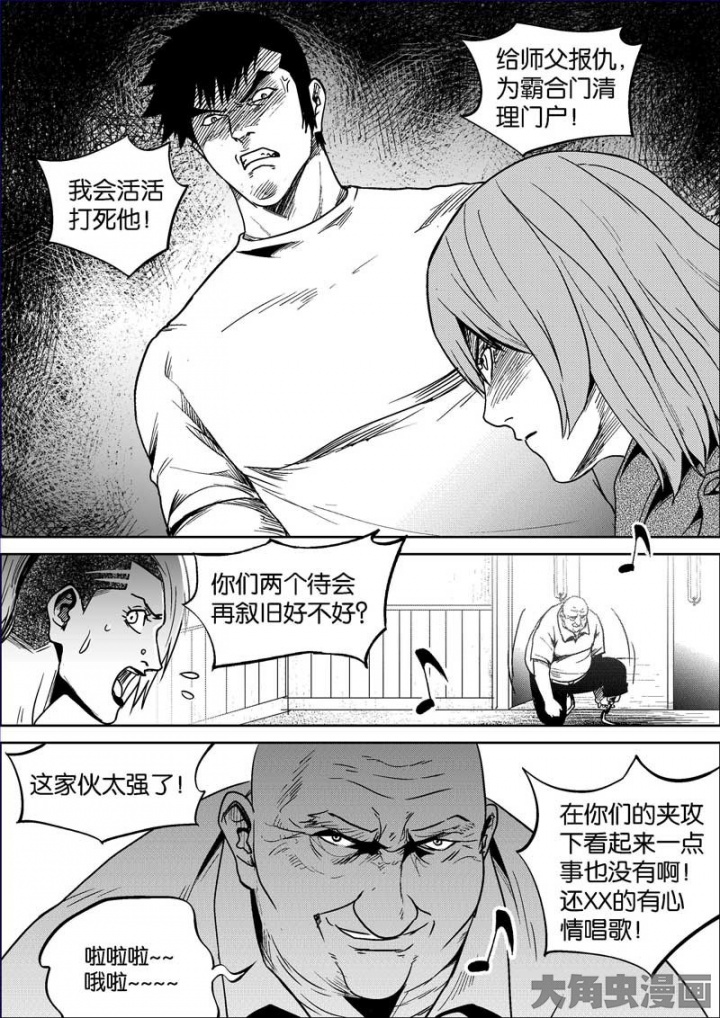 给师父报仇，
为霸合门清
理门户！
我会活活
打死他！
你们两个待会
再叙旧好不好？
这家伙太强了！
在你们的夹攻
下看起来一点
事也没有啊！
还XX的有心
情唱歌！
啦啦啦~~
哦啦~~~~
大角虫漫画